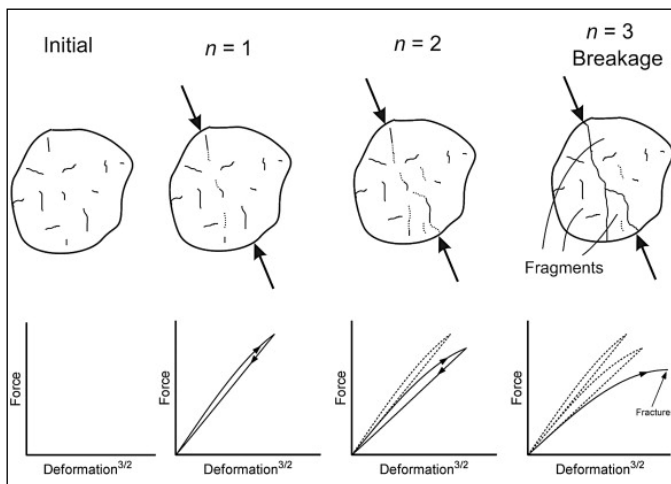 Initial
n = 1
n = 2
n = 3
Breakage
Fragments
Force
Deformation3/2
Force
Deformation3/2
Force
Deformation3/2
Force
Fracture
Deformation3/2